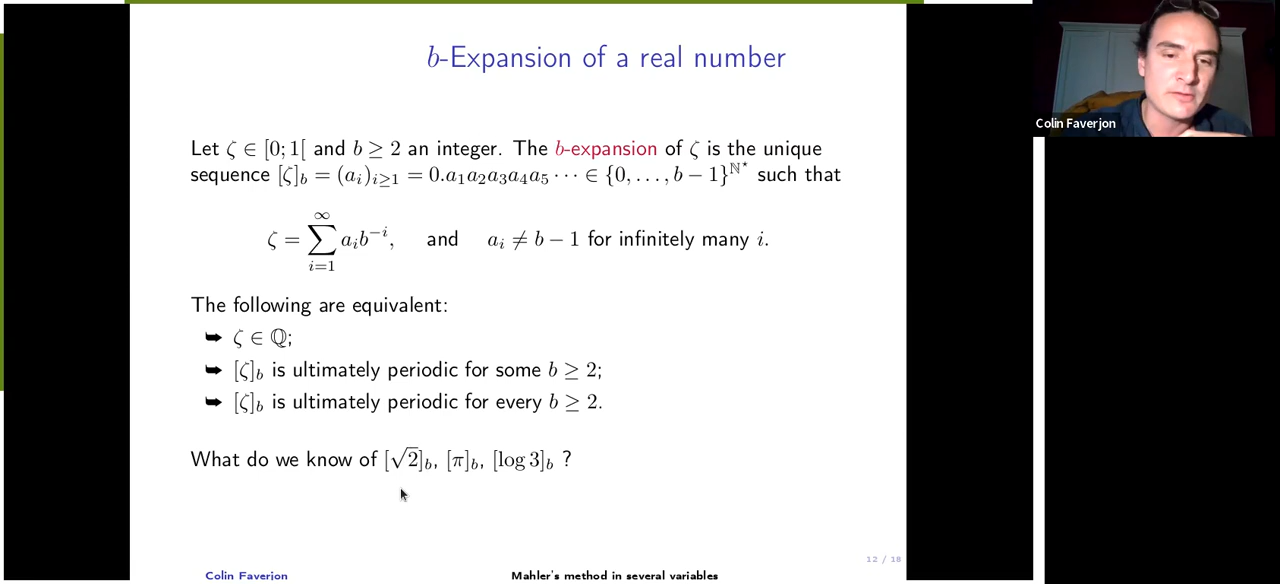 b-Expansion of a real number
Let ζ ∈ [0; 1[ and b ≥ 2 an integer. The b-expansion of ζ is the unique
sequence [ζ]_b = (a_i)_{i≥1} = 0.a_1a_2a_3a_4a_5 ··· ∈ {0, . . . , b − 1}^{ℕ*} such that
ζ = ∑_{i=1}^{∞} a_i b^{−i}, and a_i ≠ b − 1 for infinitely many i.
The following are equivalent:
➥ ζ ∈ ℚ;
➥ [ζ]_b is ultimately periodic for some b ≥ 2;
➥ [ζ]_b is ultimately periodic for every b ≥ 2.
What do we know of [√2]_b, [π]_b, [log 3]_b ?
12 / 18
Colin Faverjon Mahler's method in several variables
Colin Faverjon